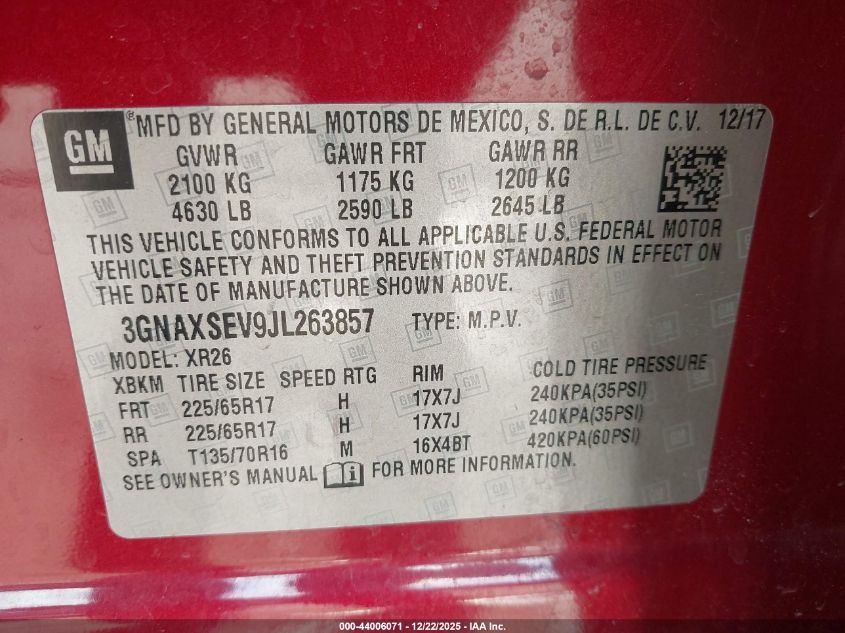 GM ® MFD BY GENERAL MOTORS DE MEXICO, S. DE R.L. DE C.V. 12/17
GVWR GAWR FRT GAWR RR
2100 KG 1175 KG 1200 KG
4630 LB 2590 LB 2645 LB
THIS VEHICLE CONFORMS TO ALL APPLICABLE U.S. FEDERAL MOTOR
VEHICLE SAFETY AND THEFT PREVENTION STANDARDS IN EFFECT ON
THE DATE OF MANUFACTURE SHOWN ABOVE.
3GNAXSEV9JL263857 TYPE: M.P.V.
MODEL: XR26
XBKM TIRE SIZE SPEED RTG RIM COLD TIRE PRESSURE
FRT 225/65R17 H 17X7J 240KPA(35PSI)
RR 225/65R17 H 17X7J 240KPA(35PSI)
SPA T135/70R16 M 16X4BT 420KPA(60PSI)
SEE OWNER'S MANUAL FOR MORE INFORMATION.
000-44006071 - 12/22/2025 - IAA Inc.